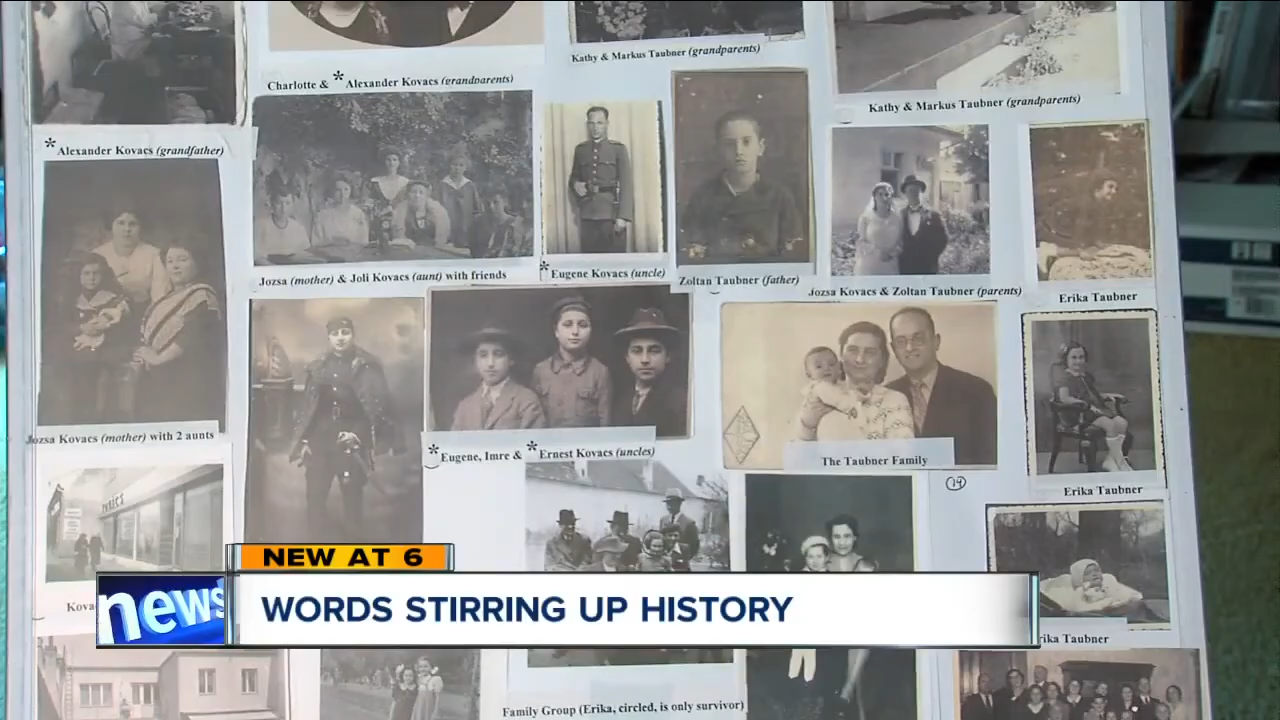 Kathy & Markus Taubner (grandparents)
Charlotte & * Alexander Kovacs (grandparents)
Kathy & Markus Taubner (grandparents)
* Alexander Kovacs (grandfather)
Jozsa (mother) & Joli Kovacs (aunt) with friends
* Eugene Kovacs (uncle)
Zoltan Taubner (father)
Jozsa Kovacs & Zoltan Taubner (parents)
Erika Taubner
Jozsa Kovacs (mother) with 2 aunts
* Eugene, Imre & * Ernest Kovacs (uncles)
The Taubner Family
14
Erika Taubner
NEW AT 6
news
WORDS STIRRING UP HISTORY
rika Taubner
Family Group (Erika, circled, is only survivor)